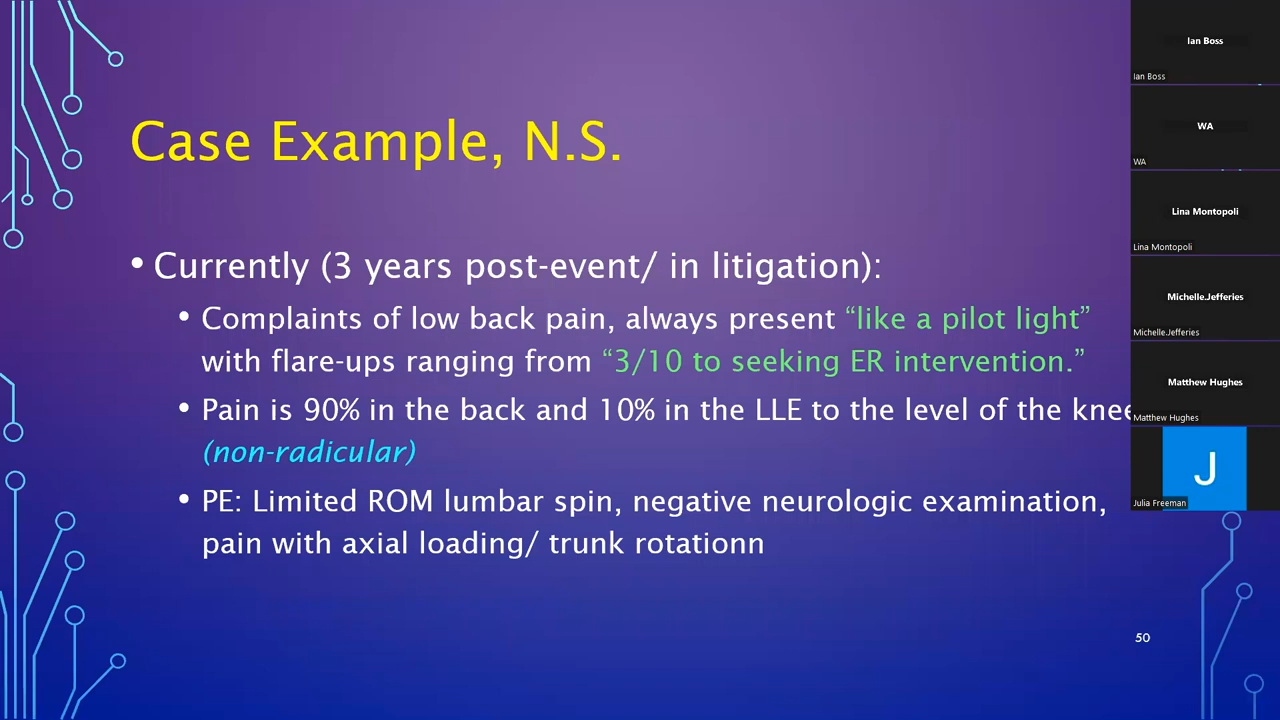 Case Example, N.S.
• Currently (3 years post-event/ in litigation):
• Complaints of low back pain, always present “like a pilot light”
with flare-ups ranging from “3/10 to seeking ER intervention.”
• Pain is 90% in the back and 10% in the LLE to the level of the knee
(non-radicular)
• PE: Limited ROM lumbar spin, negative neurologic examination,
pain with axial loading/ trunk rotationn
50
Ian Boss
Ian Boss
WA
WA
Lina Montopoli
Lina Montopoli
Michelle.Jefferies
Michelle.Jefferies
Matthew Hughes
Matthew Hughes
J
Julia Freeman